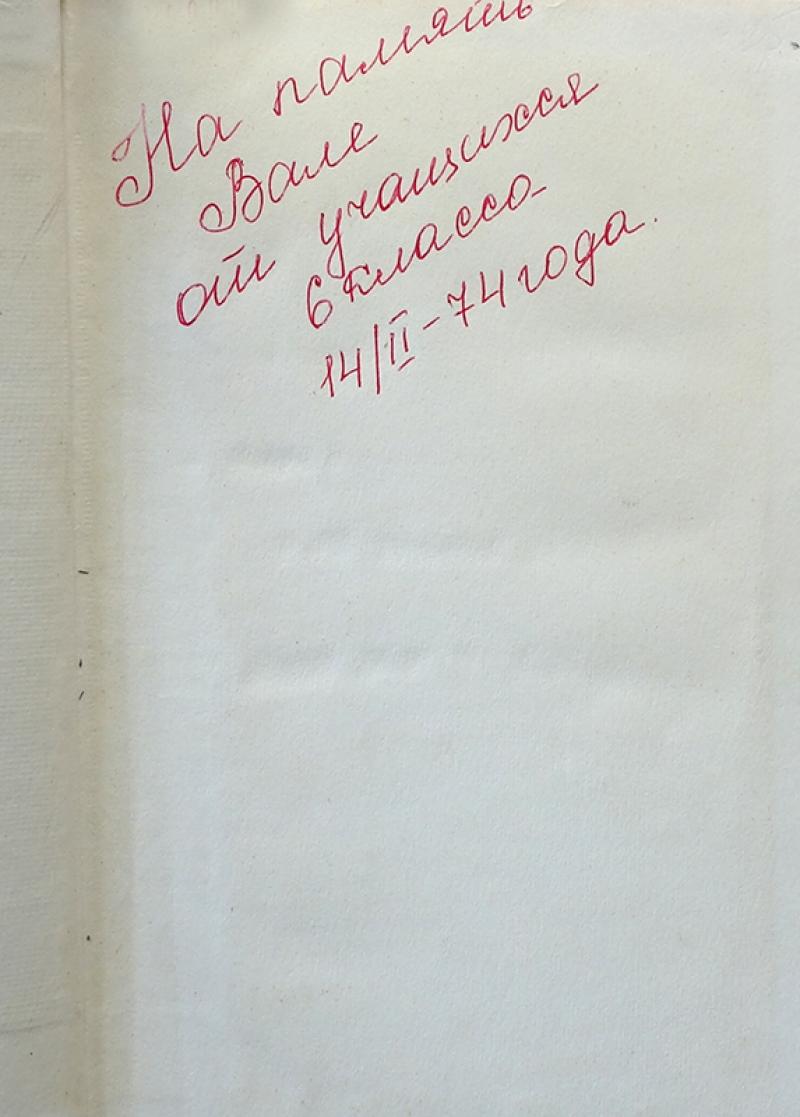 На память
Вале
от учащихся
6 класса
14/II-74 года.